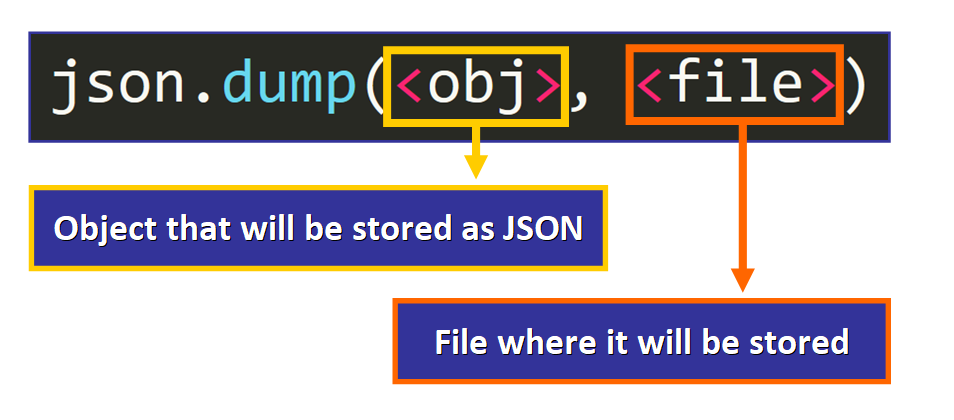 json.dump(<obj>, <file>)
Object that will be stored as JSON
File where it will be stored